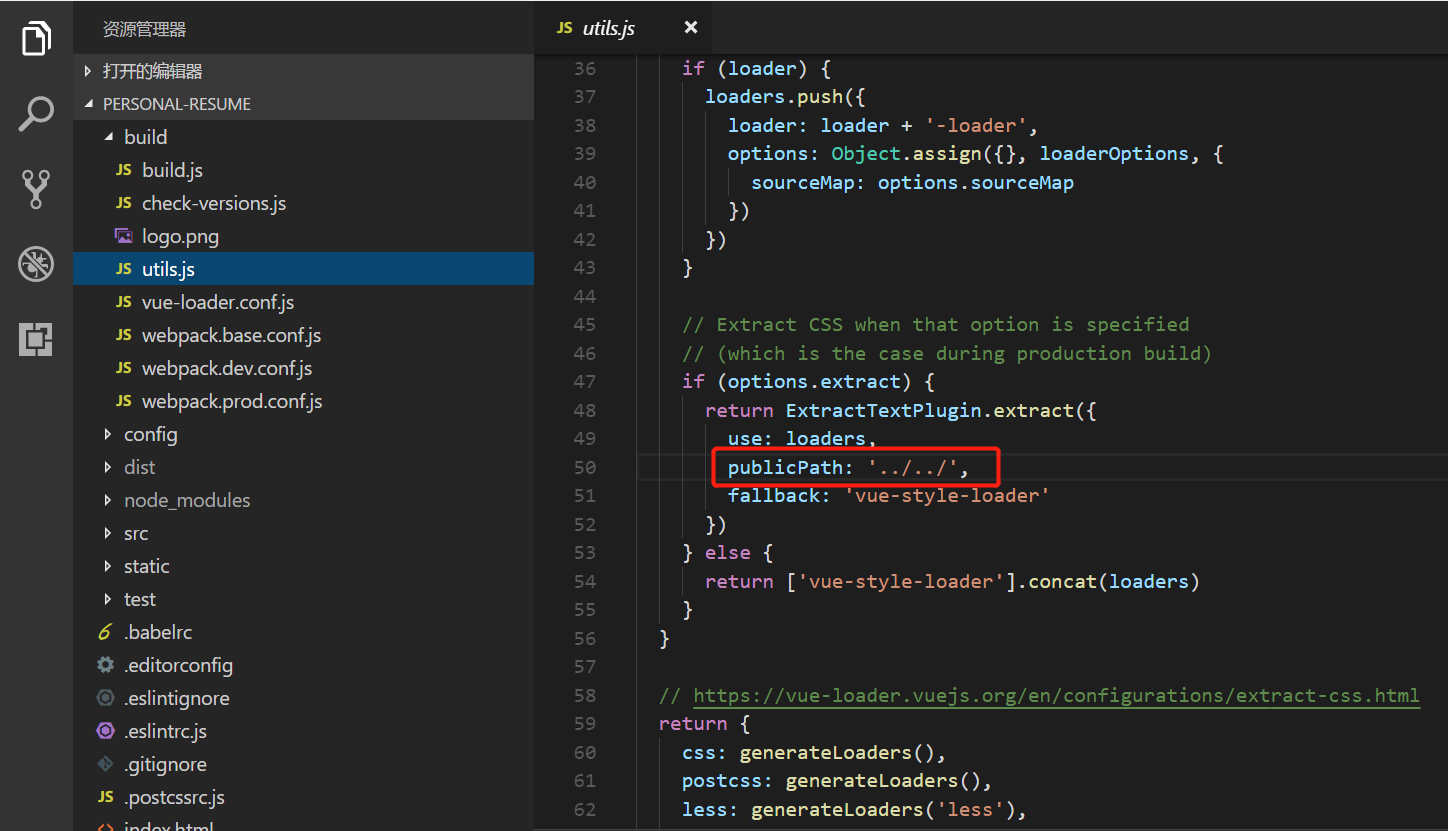 资源管理器
打开的编辑器
PERSONAL-RESUME
build
JS build.js
JS check-versions.js
logo.png
JS utils.js
JS vue-loader.conf.js
JS webpack.base.conf.js
JS webpack.dev.conf.js
JS webpack.prod.conf.js
config
dist
node_modules
src
static
test
6 .babelrc
.editorconfig
.eslintignore
.eslintrc.js
.gitignore
JS .postcssrc.js
<> index.html
JS utils.js ×
36 if (loader) {
37 loaders.push({
38 loader: loader + '-loader',
39 options: Object.assign({}, loaderOptions, {
40 sourceMap: options.sourceMap
41 })
42 })
43 }
44
45 // Extract CSS when that option is specified
46 // (which is the case during production build)
47 if (options.extract) {
48 return ExtractTextPlugin.extract({
49 use: loaders,
50 publicPath: '../../',
51 fallback: 'vue-style-loader'
52 })
53 } else {
54 return ['vue-style-loader'].concat(loaders)
55 }
56 }
57
58 // https://vue-loader.vuejs.org/en/configurations/extract-css.html
59 return {
60 css: generateLoaders(),
61 postcss: generateLoaders(),
62 less: generateLoaders('less'),